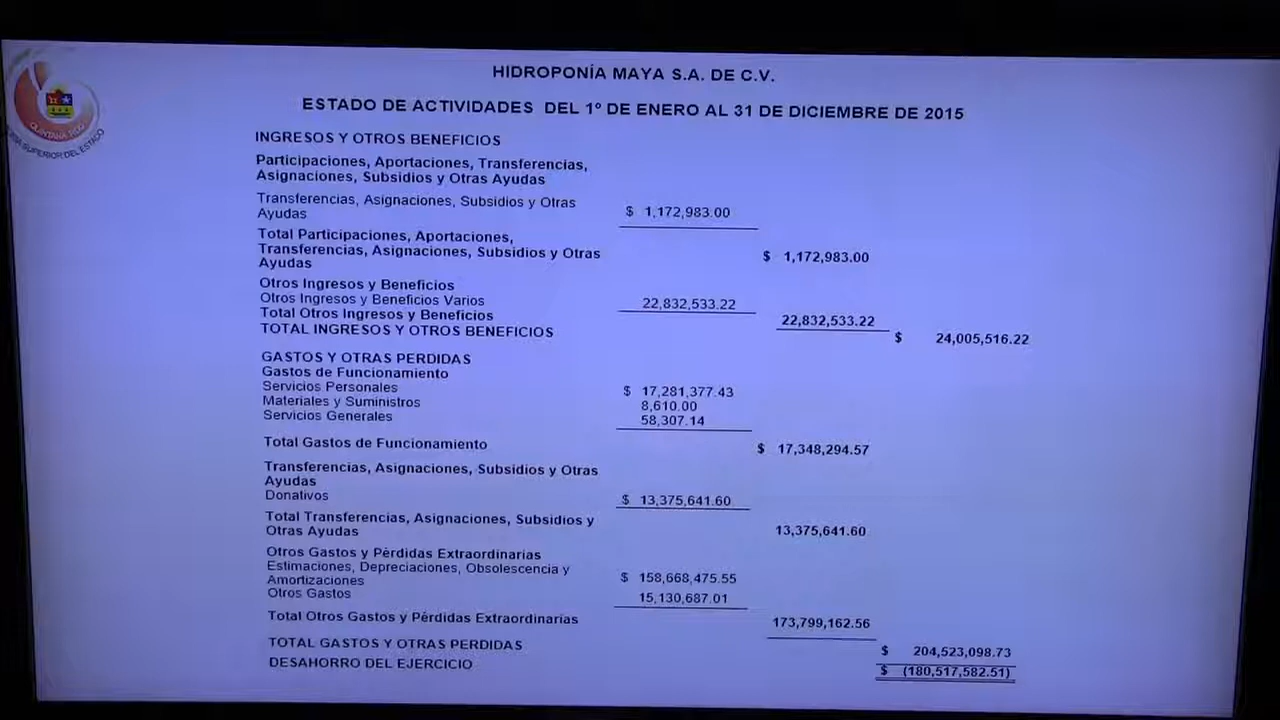 HIDROPONÍA MAYA S.A. DE C.V.
ESTADO DE ACTIVIDADES DEL 1º DE ENERO AL 31 DE DICIEMBRE DE 2015
INGRESOS Y OTROS BENEFICIOS
Participaciones, Aportaciones, Transferencias,
Asignaciones, Subsidios y Otras Ayudas
Transferencias, Asignaciones, Subsidios y Otras
Ayudas $ 1,172,983.00
Total Participaciones, Aportaciones,
Transferencias, Asignaciones, Subsidios y Otras
Ayudas $ 1,172,983.00
Otros Ingresos y Beneficios
Otros Ingresos y Beneficios Varios 22,832,533.22
Total Otros Ingresos y Beneficios 22,832,533.22
TOTAL INGRESOS Y OTROS BENEFICIOS $ 24,005,516.22
GASTOS Y OTRAS PERDIDAS
Gastos de Funcionamiento
Servicios Personales $ 17,281,377.43
Materiales y Suministros 8,610.00
Servicios Generales 58,307.14
Total Gastos de Funcionamiento $ 17,348,294.57
Transferencias, Asignaciones, Subsidios y Otras
Ayudas
Donativos $ 13,375,641.60
Total Transferencias, Asignaciones, Subsidios y
Otras Ayudas 13,375,641.60
Otros Gastos y Pérdidas Extraordinarias
Estimaciones, Depreciaciones, Obsolescencia y
Amortizaciones $ 158,668,475.55
Otros Gastos 15,130,687.01
Total Otros Gastos y Pérdidas Extraordinarias 173,799,162.56
TOTAL GASTOS Y OTRAS PERDIDAS $ 204,523,098.73
DESAHORRO DEL EJERCICIO $ (180,517,582.51)
QUINTANA ROO
SUPERIOR DEL ESTADO